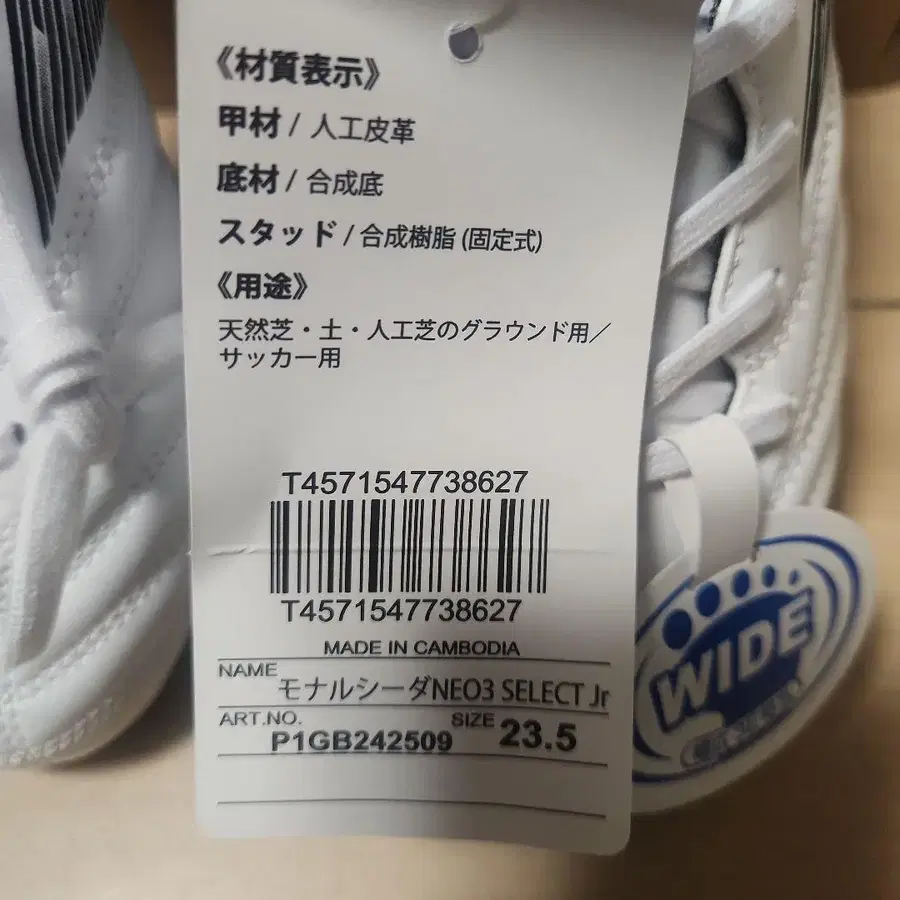 《材質表示》
甲材 / 人工皮革
底材 / 合成底
スタッド / 合成樹脂 (固定式)
《用途》
天然芝・土・人工芝のグラウンド用／
サッカー用
T4571547738627
T4571547738627
MADE IN CAMBODIA
NAME
モナルシーダNEO3 SELECT Jr
ART.NO. SIZE
P1GB242509 23.5
WIDE